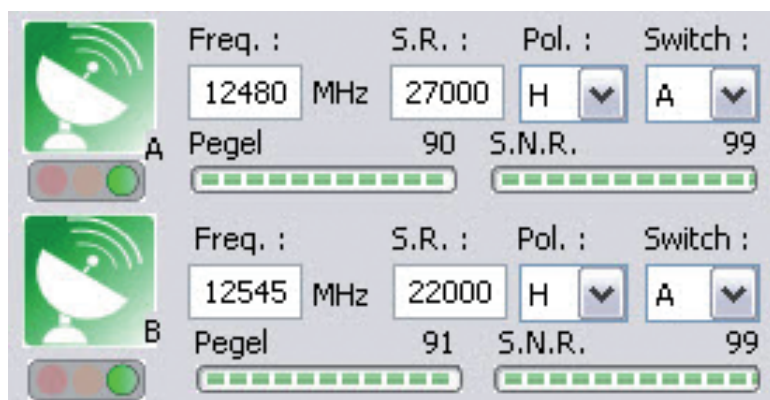 Freq. : S.R. : Pol. : Switch :
12480 MHz 27000 H A
A Pegel 90 S.N.R. 99
Freq. : S.R. : Pol. : Switch :
12545 MHz 22000 H A
B Pegel 91 S.N.R. 99